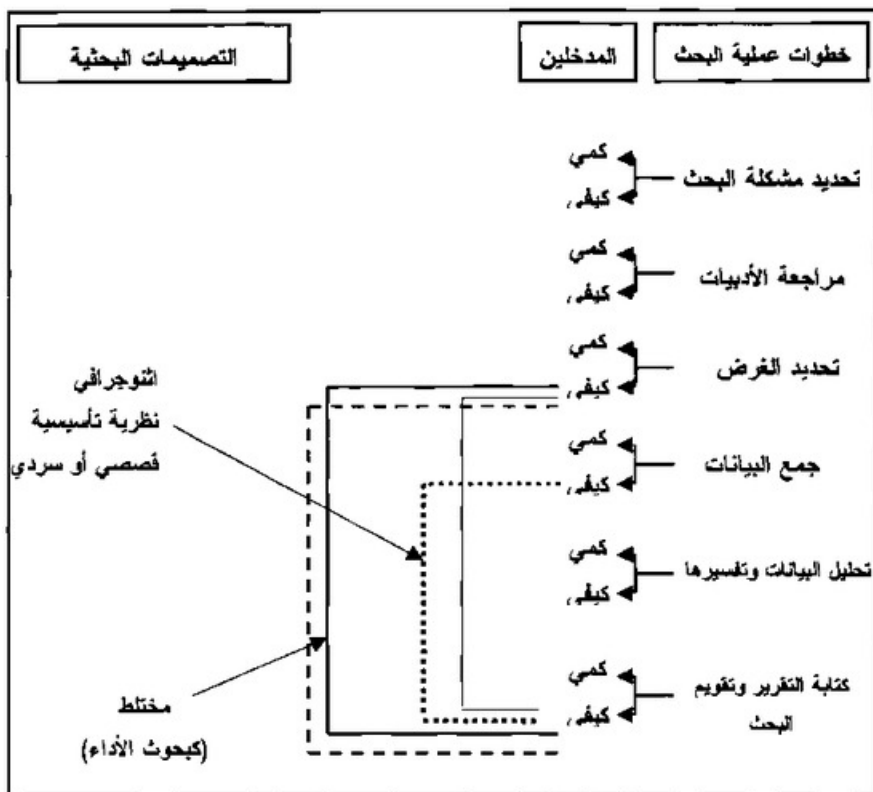 خطوات عملية البحث
المدخلين
التصميمات البحثية
كمي
تحديد مشكلة البحث
كيفي
كمي
مراجعة الأدبيات
كيفي
كمي
تحديد الغرض
كيفي
اثنوجرافي
نظرية تأسيسية
قصصي أو سردي
كمي
جمع البيانات
كيفي
كمي
تحليل البيانات وتفسيرها
كيفي
كمي
كتابة التقرير وتقويم
البحث
كيفي
مختلط
(كبحوث الأداء)